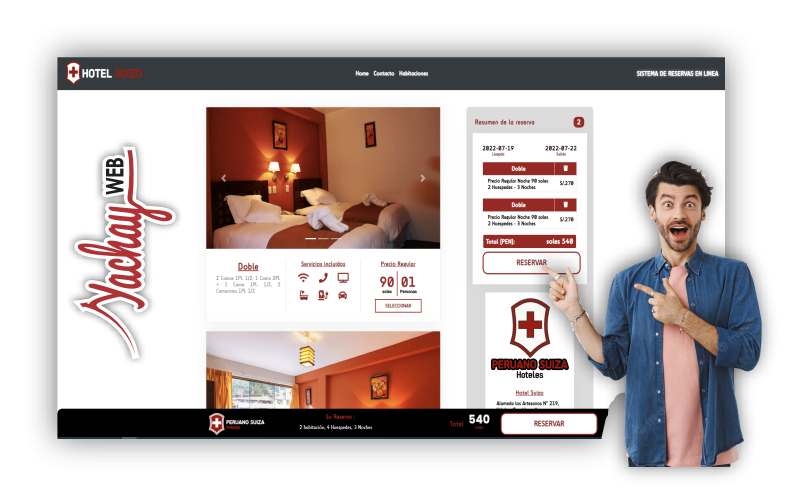 HOTEL SUIZO
Home Contacto Habitaciones
SISTEMA DE RESERVAS EN LINEA
Yachay WEB
Resumen de la reserva 2
2022-07-19 2022-07-22
Llegada Salida
Doble
Precio Regular Noche 90 soles
2 Huespedes - 3 Noches
S/.270
Doble
Precio Regular Noche 90 soles
2 Huespedes - 3 Noches
S/.270
Total [PEN]: soles 540
RESERVAR
Doble
2 Camas 1Pl 1/2, 1 Cama 2Pl
+ 1 Cama 1Pl 1/2, 3
Camarotes 1Pl 1/2
Servicios incluidos
Precio Regular
90 01
soles Personas
SELECCIONAR
PERUANO SUIZA
Hoteles
Hotel Suizo
Alameda los Artesanos N° 219,
PERUANO SUIZA
Hoteles
Su Reserva :
2 habitación, 4 Huespedes, 3 Noches
Total 540
soles
RESERVAR